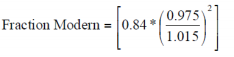 Fraction Modern = [0.84 * (0.975 / 1.015)^2]